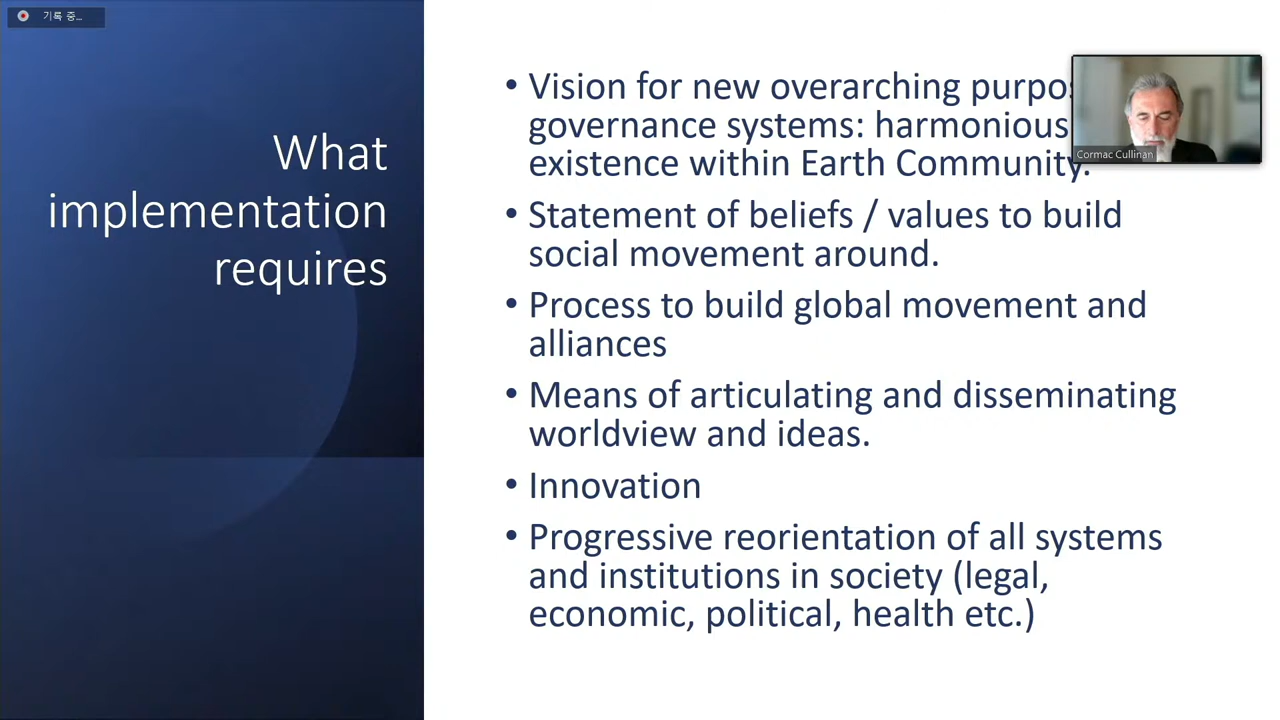 기록 중...
What
implementation
requires
• Vision for new overarching
governance systems: harmonious
existence within Earth Community.
• Statement of beliefs / values to build
social movement around.
• Process to build global movement and
alliances
• Means of articulating and disseminating
worldview and ideas.
• Innovation
• Progressive reorientation of all systems
and institutions in society (legal,
economic, political, health etc.)
Cormac Cullinan